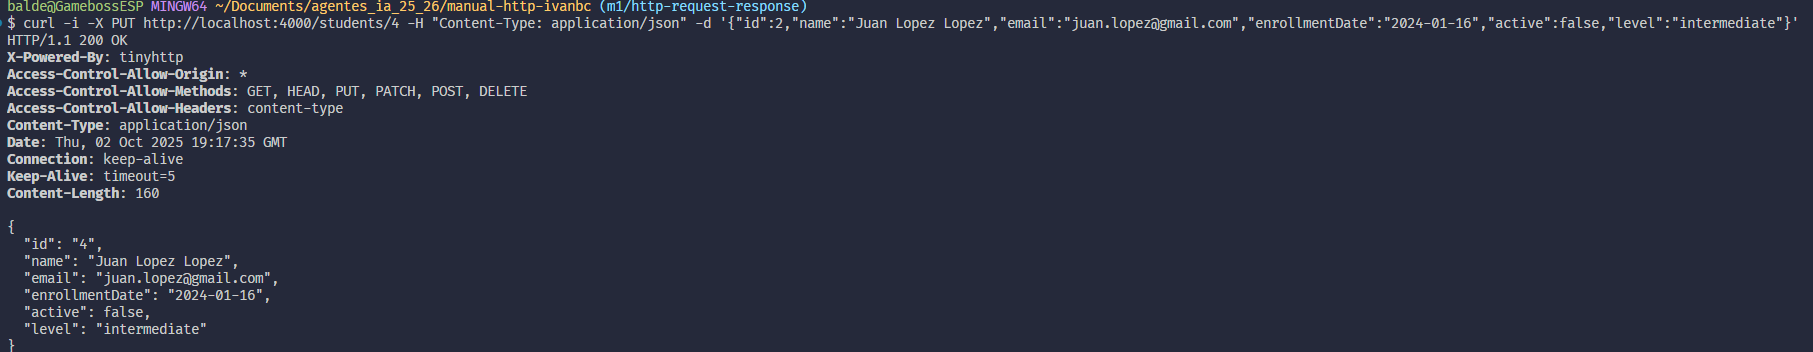 balde@GamebossESP MINGW64 ~/Documents/agentes_ia_25_26/manual-http-ivanbc (m1/http-request-response)
$ curl -i -X PUT http://localhost:4000/students/4 -H "Content-Type: application/json" -d '{"id":2,"name":"Juan Lopez Lopez","email":"juan.lopez@gmail.com","enrollmentDate":"2024-01-16","active":false,"level":"intermediate"}'
HTTP/1.1 200 OK
X-Powered-By: tinyhttp
Access-Control-Allow-Origin: *
Access-Control-Allow-Methods: GET, HEAD, PUT, PATCH, POST, DELETE
Access-Control-Allow-Headers: content-type
Content-Type: application/json
Date: Thu, 02 Oct 2025 19:17:35 GMT
Connection: keep-alive
Keep-Alive: timeout=5
Content-Length: 160

{
  "id": "4",
  "name": "Juan Lopez Lopez",
  "email": "juan.lopez@gmail.com",
  "enrollmentDate": "2024-01-16",
  "active": false,
  "level": "intermediate"
}